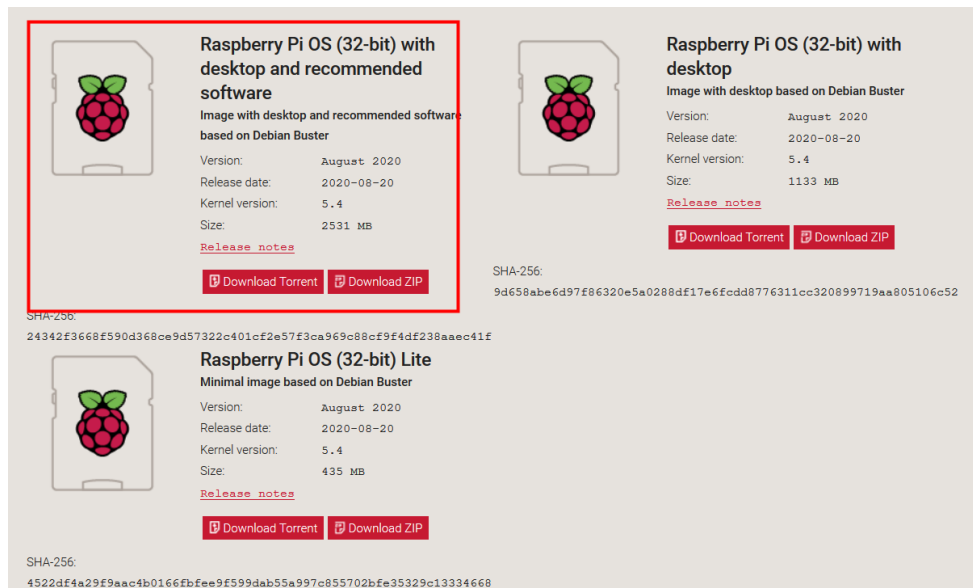 Raspberry Pi OS (32-bit) with
desktop and recommended
software
Image with desktop and recommended software
based on Debian Buster
Version: August 2020
Release date: 2020-08-20
Kernel version: 5.4
Size: 2531 MB
Release notes
Download Torrent Download ZIP
SHA-256:
24342f3668f590d368ce9d57322c401cf2e57f3ca969c88cf9f4df238aaec41f
Raspberry Pi OS (32-bit) with
desktop
Image with desktop based on Debian Buster
Version: August 2020
Release date: 2020-08-20
Kernel version: 5.4
Size: 1133 MB
Release notes
Download Torrent Download ZIP
SHA-256:
9d658abe6d97f86320e5a0288df17e6fcdd8776311cc320899719aa805106c52
Raspberry Pi OS (32-bit) Lite
Minimal image based on Debian Buster
Version: August 2020
Release date: 2020-08-20
Kernel version: 5.4
Size: 435 MB
Release notes
Download Torrent Download ZIP
SHA-256:
4522df4a29f9aac4b0166fbfee9f599dab55a997c855702bfe35329c13334668